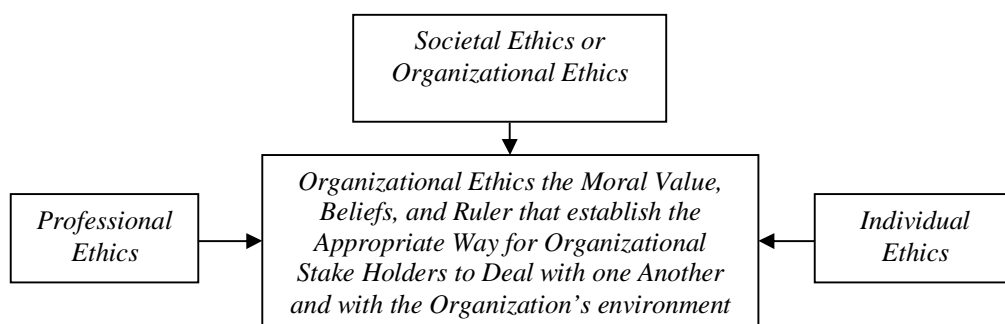 Societal Ethics or
Organizational Ethics
Organizational Ethics the Moral Value,
Beliefs, and Ruler that establish the
Appropriate Way for Organizational
Stake Holders to Deal with one Another
and with the Organization's environment
Professional
Ethics
Individual
Ethics